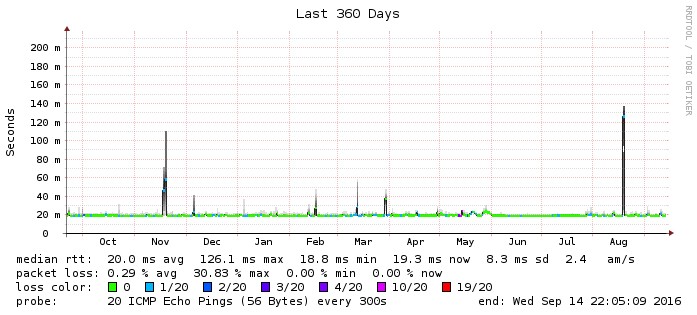 Last 360 Days
RRDTOOL / TOBI OETIKER
Seconds
200 m
180 m
160 m
140 m
120 m
100 m
80 m
60 m
40 m
20 m
0
Oct Nov Dec Jan Feb Mar Apr May Jun Jul Aug
median rtt: 20.0 ms avg 126.1 ms max 18.8 ms min 19.3 ms now 8.3 ms sd 2.4 am/s
packet loss: 0.29 % avg 30.83 % max 0.00 % min 0.00 % now
loss color: 0 1/20 2/20 3/20 4/20 10/20 19/20
probe: 20 ICMP Echo Pings (56 Bytes) every 300s end: Wed Sep 14 22:05:09 2016